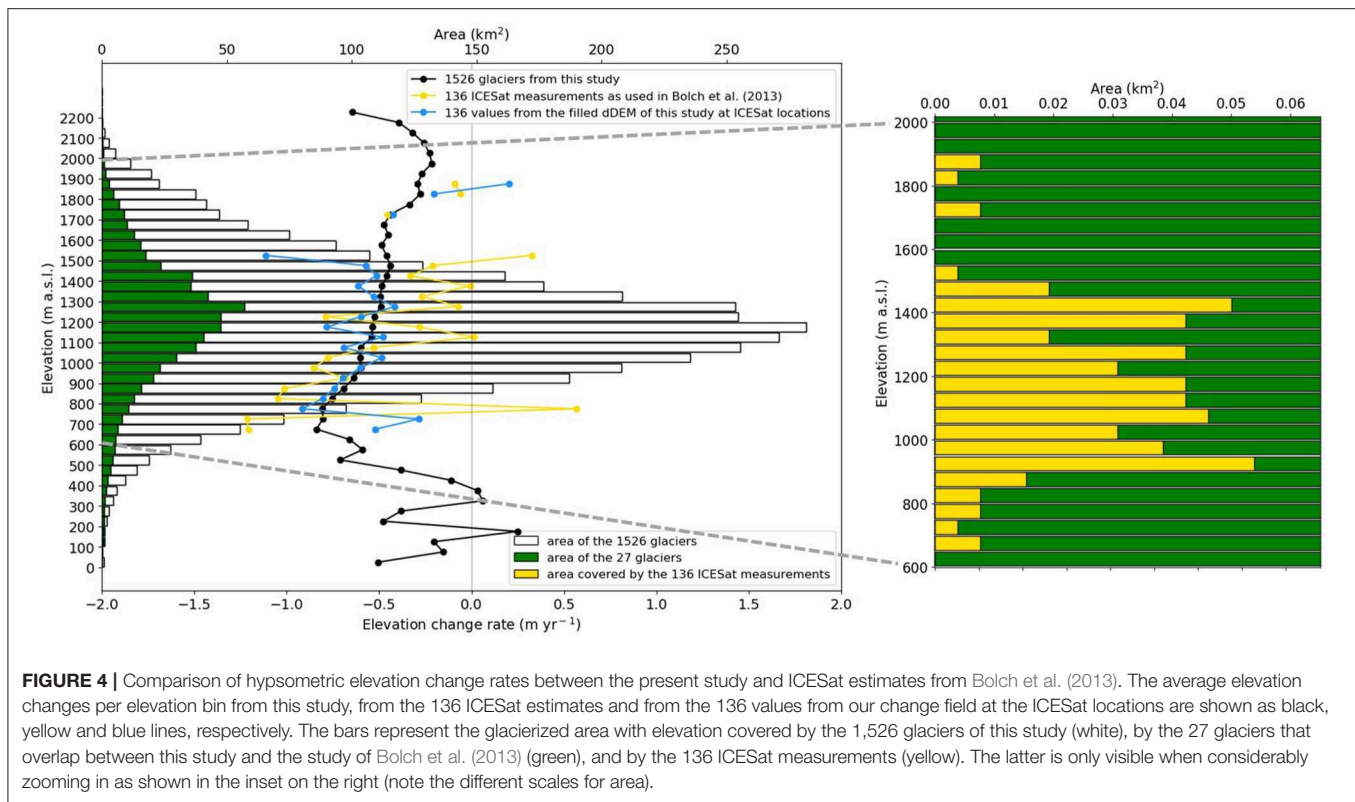 Area (km²)
0 50 100 150 200 250
1526 glaciers from this study
136 ICESat measurements as used in Bolch et al. (2013)
136 values from the filled dDEM of this study at ICESat locations
2200
2100
2000
1900
1800
1700
1600
1500
1400
1300
1200
1100
1000
900
800
700
600
500
400
300
200
100
0
Elevation (m a.s.l.)
area of the 1526 glaciers
area of the 27 glaciers
area covered by the 136 ICESat measurements
−2.0 −1.5 −1.0 −0.5 0.0 0.5 1.0 1.5 2.0
Elevation change rate (m yr⁻¹)
Area (km²)
0.00 0.01 0.02 0.03 0.04 0.05 0.06
2000
1800
1600
1400
1200
1000
800
600
Elevation (m a.s.l.)
FIGURE 4 | Comparison of hypsometric elevation change rates between the present study and ICESat estimates from Bolch et al. (2013). The average elevation
changes per elevation bin from this study, from the 136 ICESat estimates and from the 136 values from our change field at the ICESat locations are shown as black,
yellow and blue lines, respectively. The bars represent the glacierized area with elevation covered by the 1,526 glaciers of this study (white), by the 27 glaciers that
overlap between this study and the study of Bolch et al. (2013) (green), and by the 136 ICESat measurements (yellow). The latter is only visible when considerably
zooming in as shown in the inset on the right (note the different scales for area).